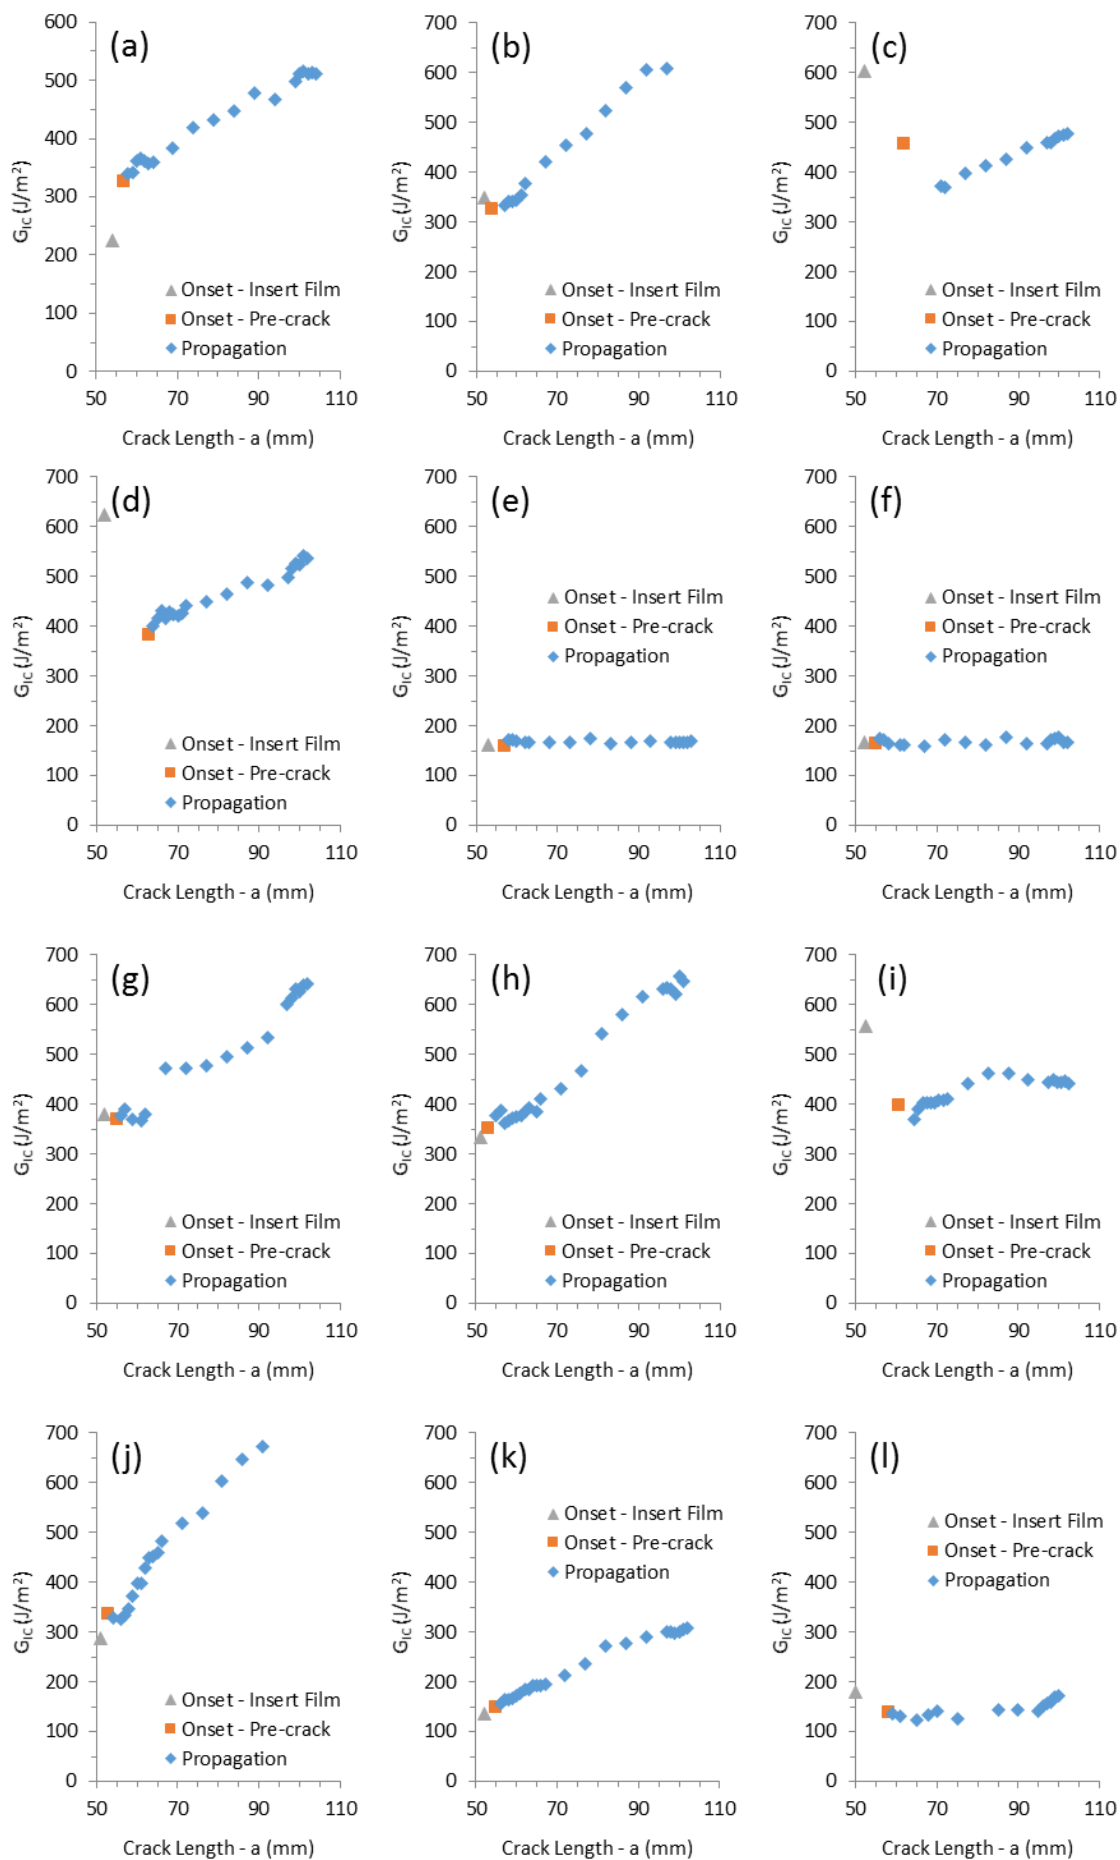 (a)
600
500
400
300
200
100
0
G_IC (J/m²)
Onset - Insert Film
Onset - Pre-crack
Propagation
50 70 90 110
Crack Length - a (mm)
(b)
700
600
500
400
300
200
100
0
G_IC (J/m²)
Onset - Insert Film
Onset - Pre-crack
Propagation
50 70 90 110
Crack Length - a (mm)
(c)
700
600
500
400
300
200
100
0
G_IC (J/m²)
Onset - Insert Film
Onset - Pre-crack
Propagation
50 70 90 110
Crack Length - a (mm)
(d)
700
600
500
400
300
200
100
0
G_IC (J/m²)
Onset - Insert Film
Onset - Pre-crack
Propagation
50 70 90 110
Crack Length - a (mm)
(e)
700
600
500
400
300
200
100
0
G_IC (J/m²)
Onset - Insert Film
Onset - Pre-crack
Propagation
50 70 90 110
Crack Length - a (mm)
(f)
700
600
500
400
300
200
100
0
G_IC (J/m²)
Onset - Insert Film
Onset - Pre-crack
Propagation
50 70 90 110
Crack Length - a (mm)
(g)
700
600
500
400
300
200
100
0
G_IC (J/m²)
Onset - Insert Film
Onset - Pre-crack
Propagation
50 70 90 110
Crack Length - a (mm)
(h)
700
600
500
400
300
200
100
0
G_IC (J/m²)
Onset - Insert Film
Onset - Pre-crack
Propagation
50 70 90 110
Crack Length - a (mm)
(i)
700
600
500
400
300
200
100
0
G_IC (J/m²)
Onset - Insert Film
Onset - Pre-crack
Propagation
50 70 90 110
Crack Length - a (mm)
(j)
700
600
500
400
300
200
100
0
G_IC (J/m²)
Onset - Insert Film
Onset - Pre-crack
Propagation
50 70 90 110
Crack Length - a (mm)
(k)
700
600
500
400
300
200
100
0
G_IC (J/m²)
Onset - Insert Film
Onset - Pre-crack
Propagation
50 70 90 110
Crack Length - a (mm)
(l)
700
600
500
400
300
200
100
0
G_IC (J/m²)
Onset - Insert Film
Onset - Pre-crack
Propagation
50 70 90 110
Crack Length - a (mm)